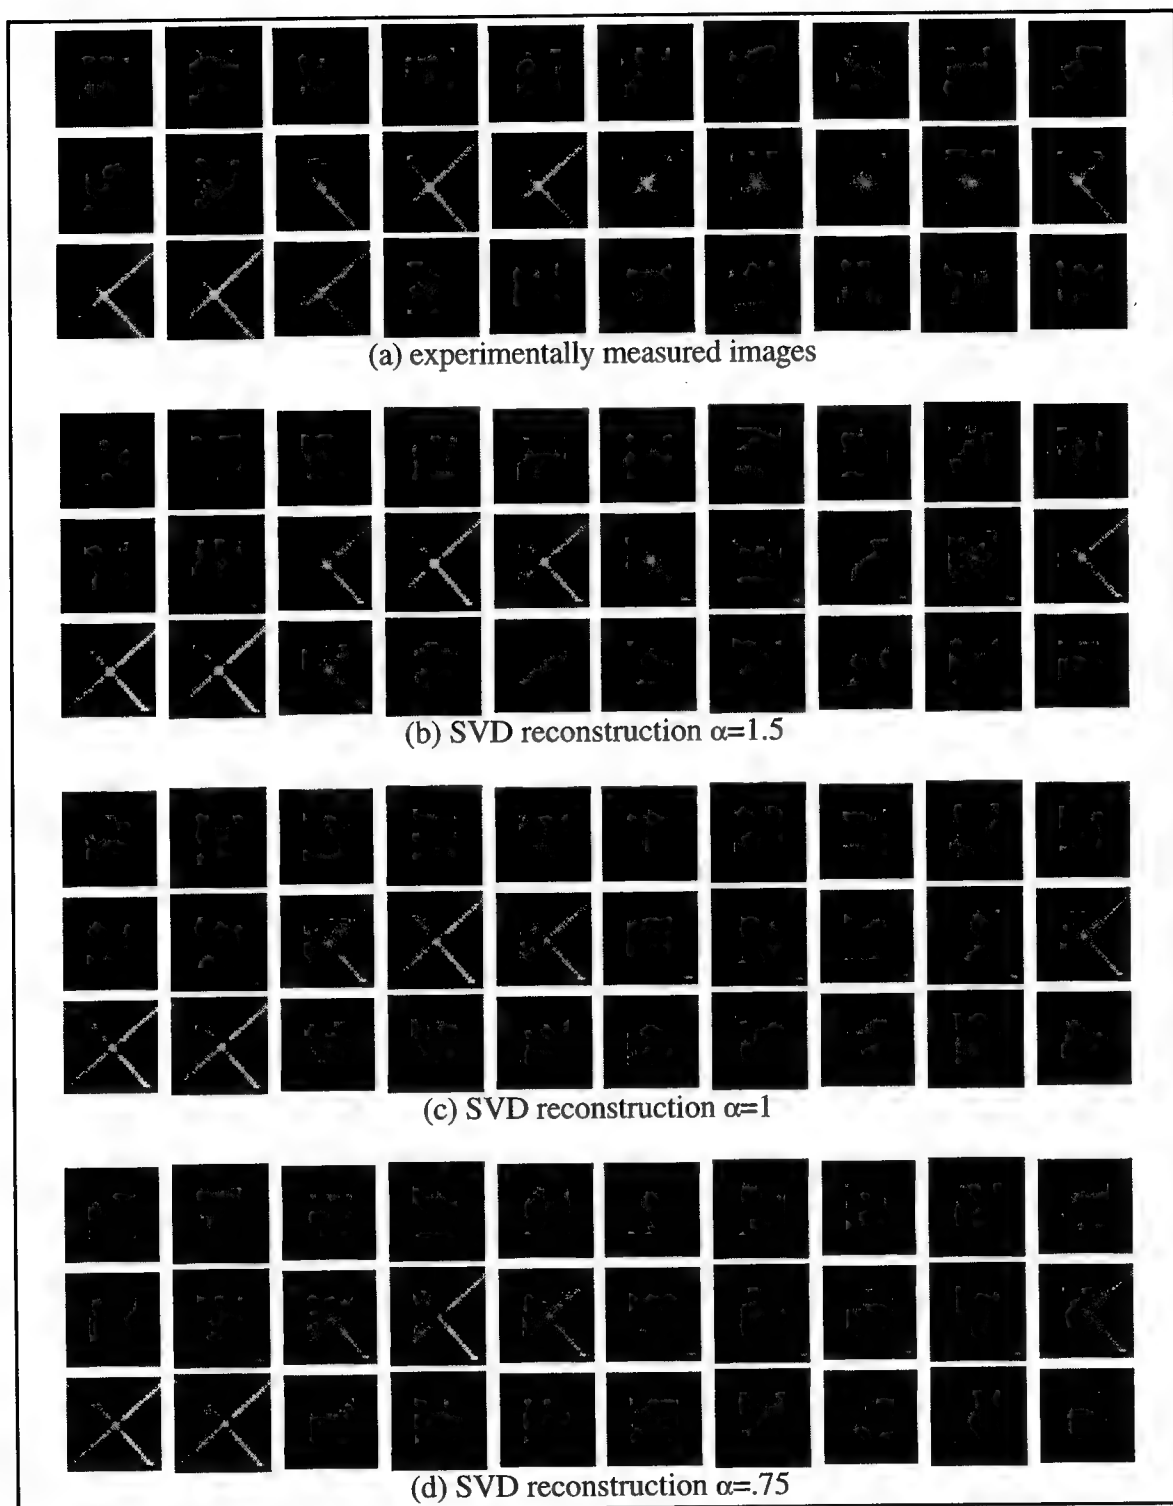 (a) experimentally measured images
(b) SVD reconstruction α=1.5
(c) SVD reconstruction α=1
(d) SVD reconstruction α=.75